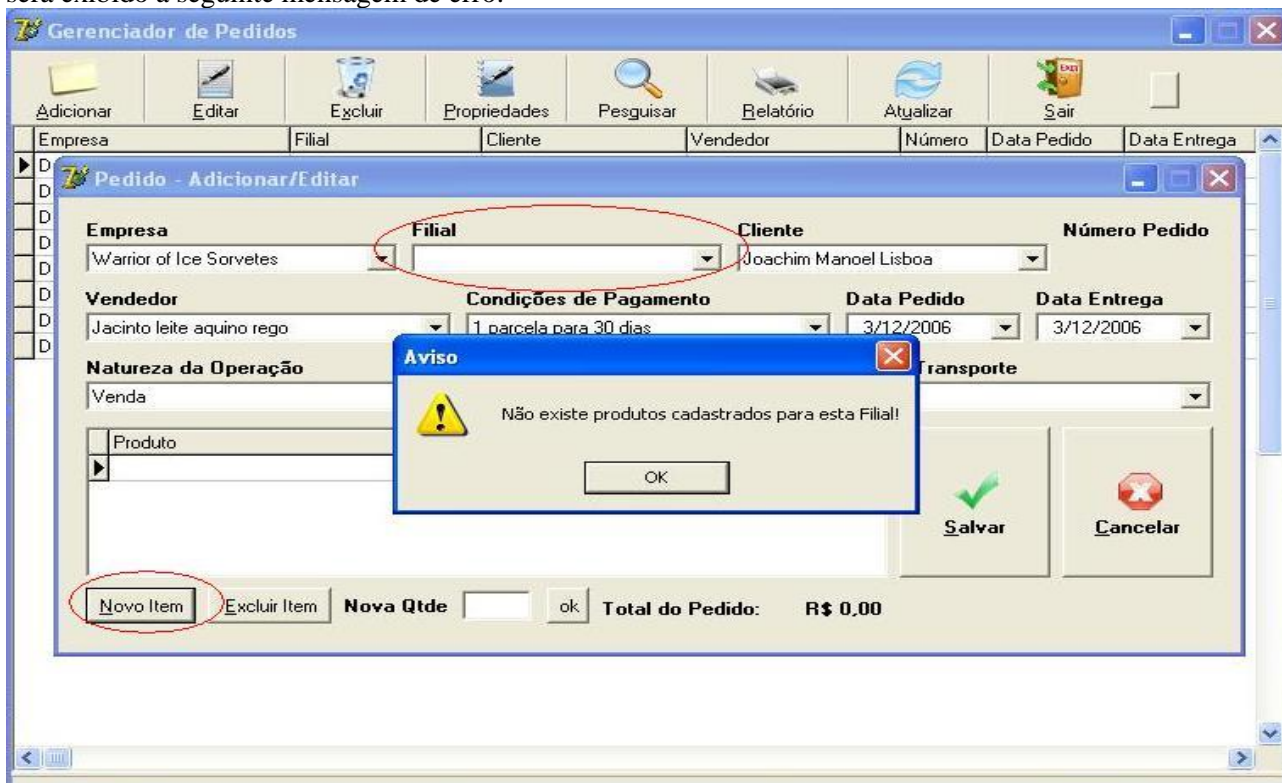 será exibido a seguinte mensagem de erro:
Gerenciador de Pedidos
Adicionar Editar Excluir Propriedades Pesquisar Relatório Atualizar Sair
Empresa Filial Cliente Vendedor Número Data Pedido Data Entrega
D
Pedido - Adicionar/Editar
D
D
D
D
D
D
D
Empresa Filial Cliente Número Pedido
Warrior of Ice Sorvetes Joachim Manoel Lisboa
Vendedor Condições de Pagamento Data Pedido Data Entrega
Jacinto leite aquino rego 1 parcela para 30 dias 3/12/2006 3/12/2006
Natureza da Operação Transporte
Venda
Aviso
Não existe produtos cadastrados para esta Filial!
OK
Produto
Salvar Cancelar
Novo Item Excluir Item Nova Qtde ok Total do Pedido: R$ 0,00